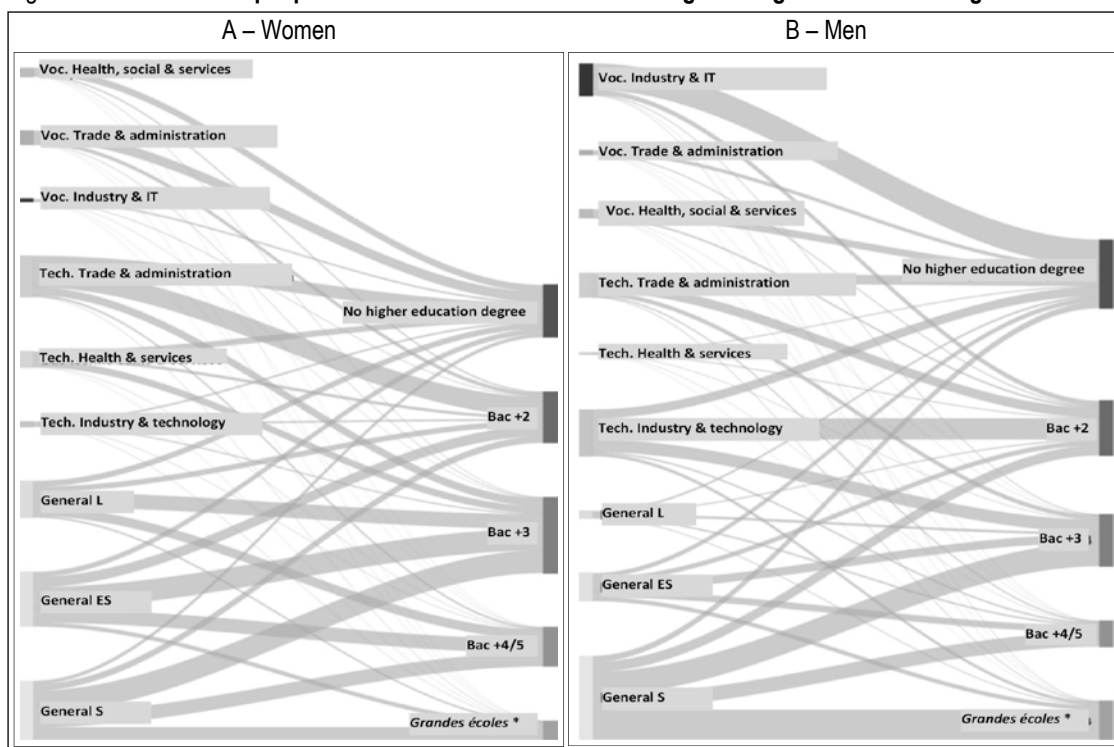 A – Women
Voc. Health, social & services
Voc. Trade & administration
Voc. Industry & IT
Tech. Trade & administration
No higher education degree
Tech. Health & services
Tech. Industry & technology
Bac +2
General L
Bac +3
General ES
Bac +4/5
General S
Grandes écoles *
B – Men
Voc. Industry & IT
Voc. Trade & administration
Voc. Health, social & services
No higher education degree
Tech. Trade & administration
Tech. Health & services
Tech. Industry & technology
Bac +2
General L
Bac +3
General ES
Bac +4/5
General S
Grandes écoles *